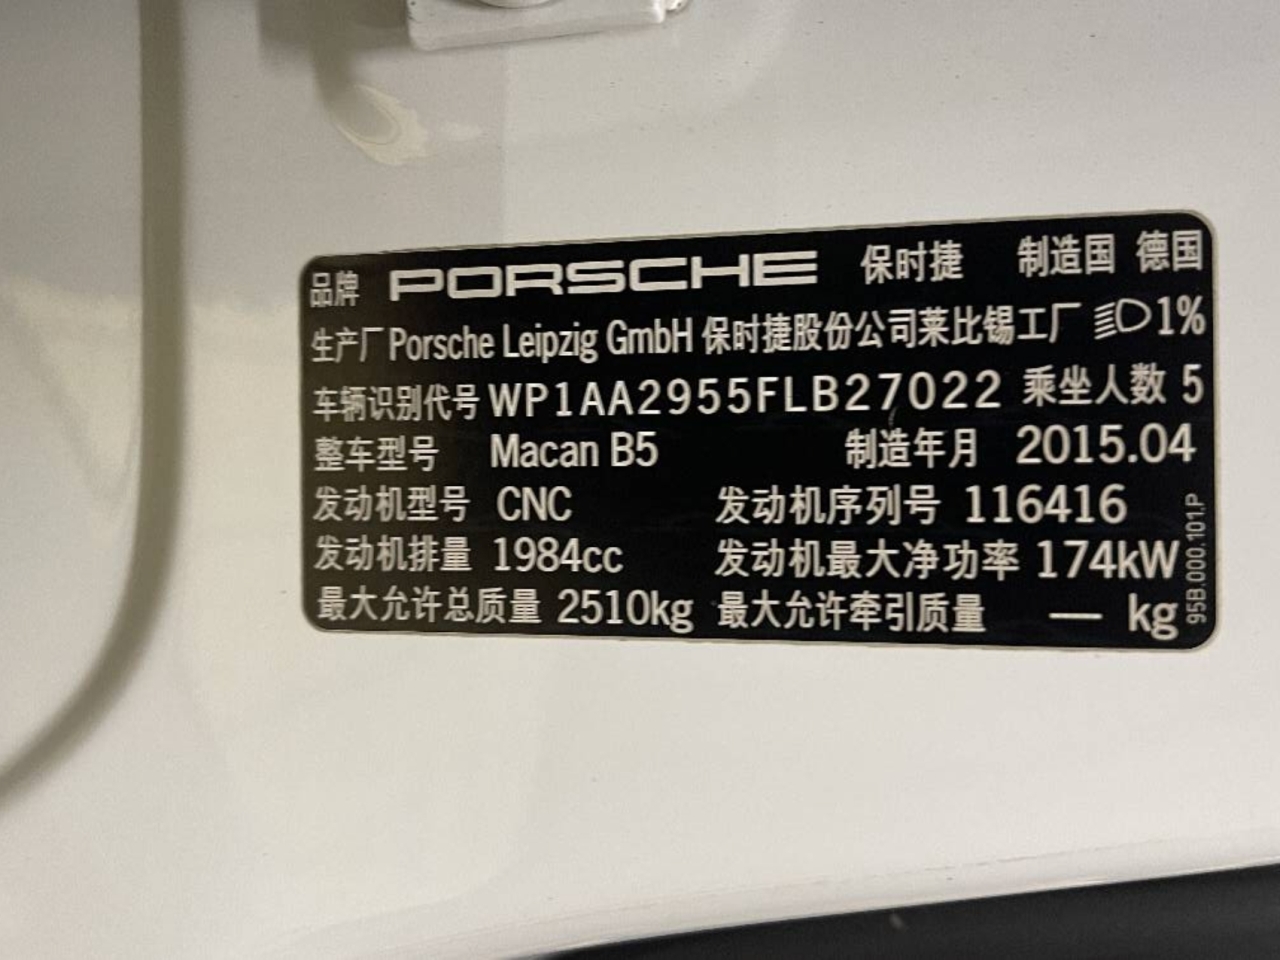 品牌 PORSCHE 保时捷 制造国 德国
生产厂 Porsche Leipzig GmbH 保时捷股份公司莱比锡工厂 1%
车辆识别代号 WP1AA2955FLB27022 乘坐人数 5
整车型号 Macan B5 制造年月 2015.04
发动机型号 CNC 发动机序列号 116416
发动机排量 1984cc 发动机最大净功率 174kW
最大允许总质量 2510kg 最大允许牵引质量 — kg
95B.000.101.P